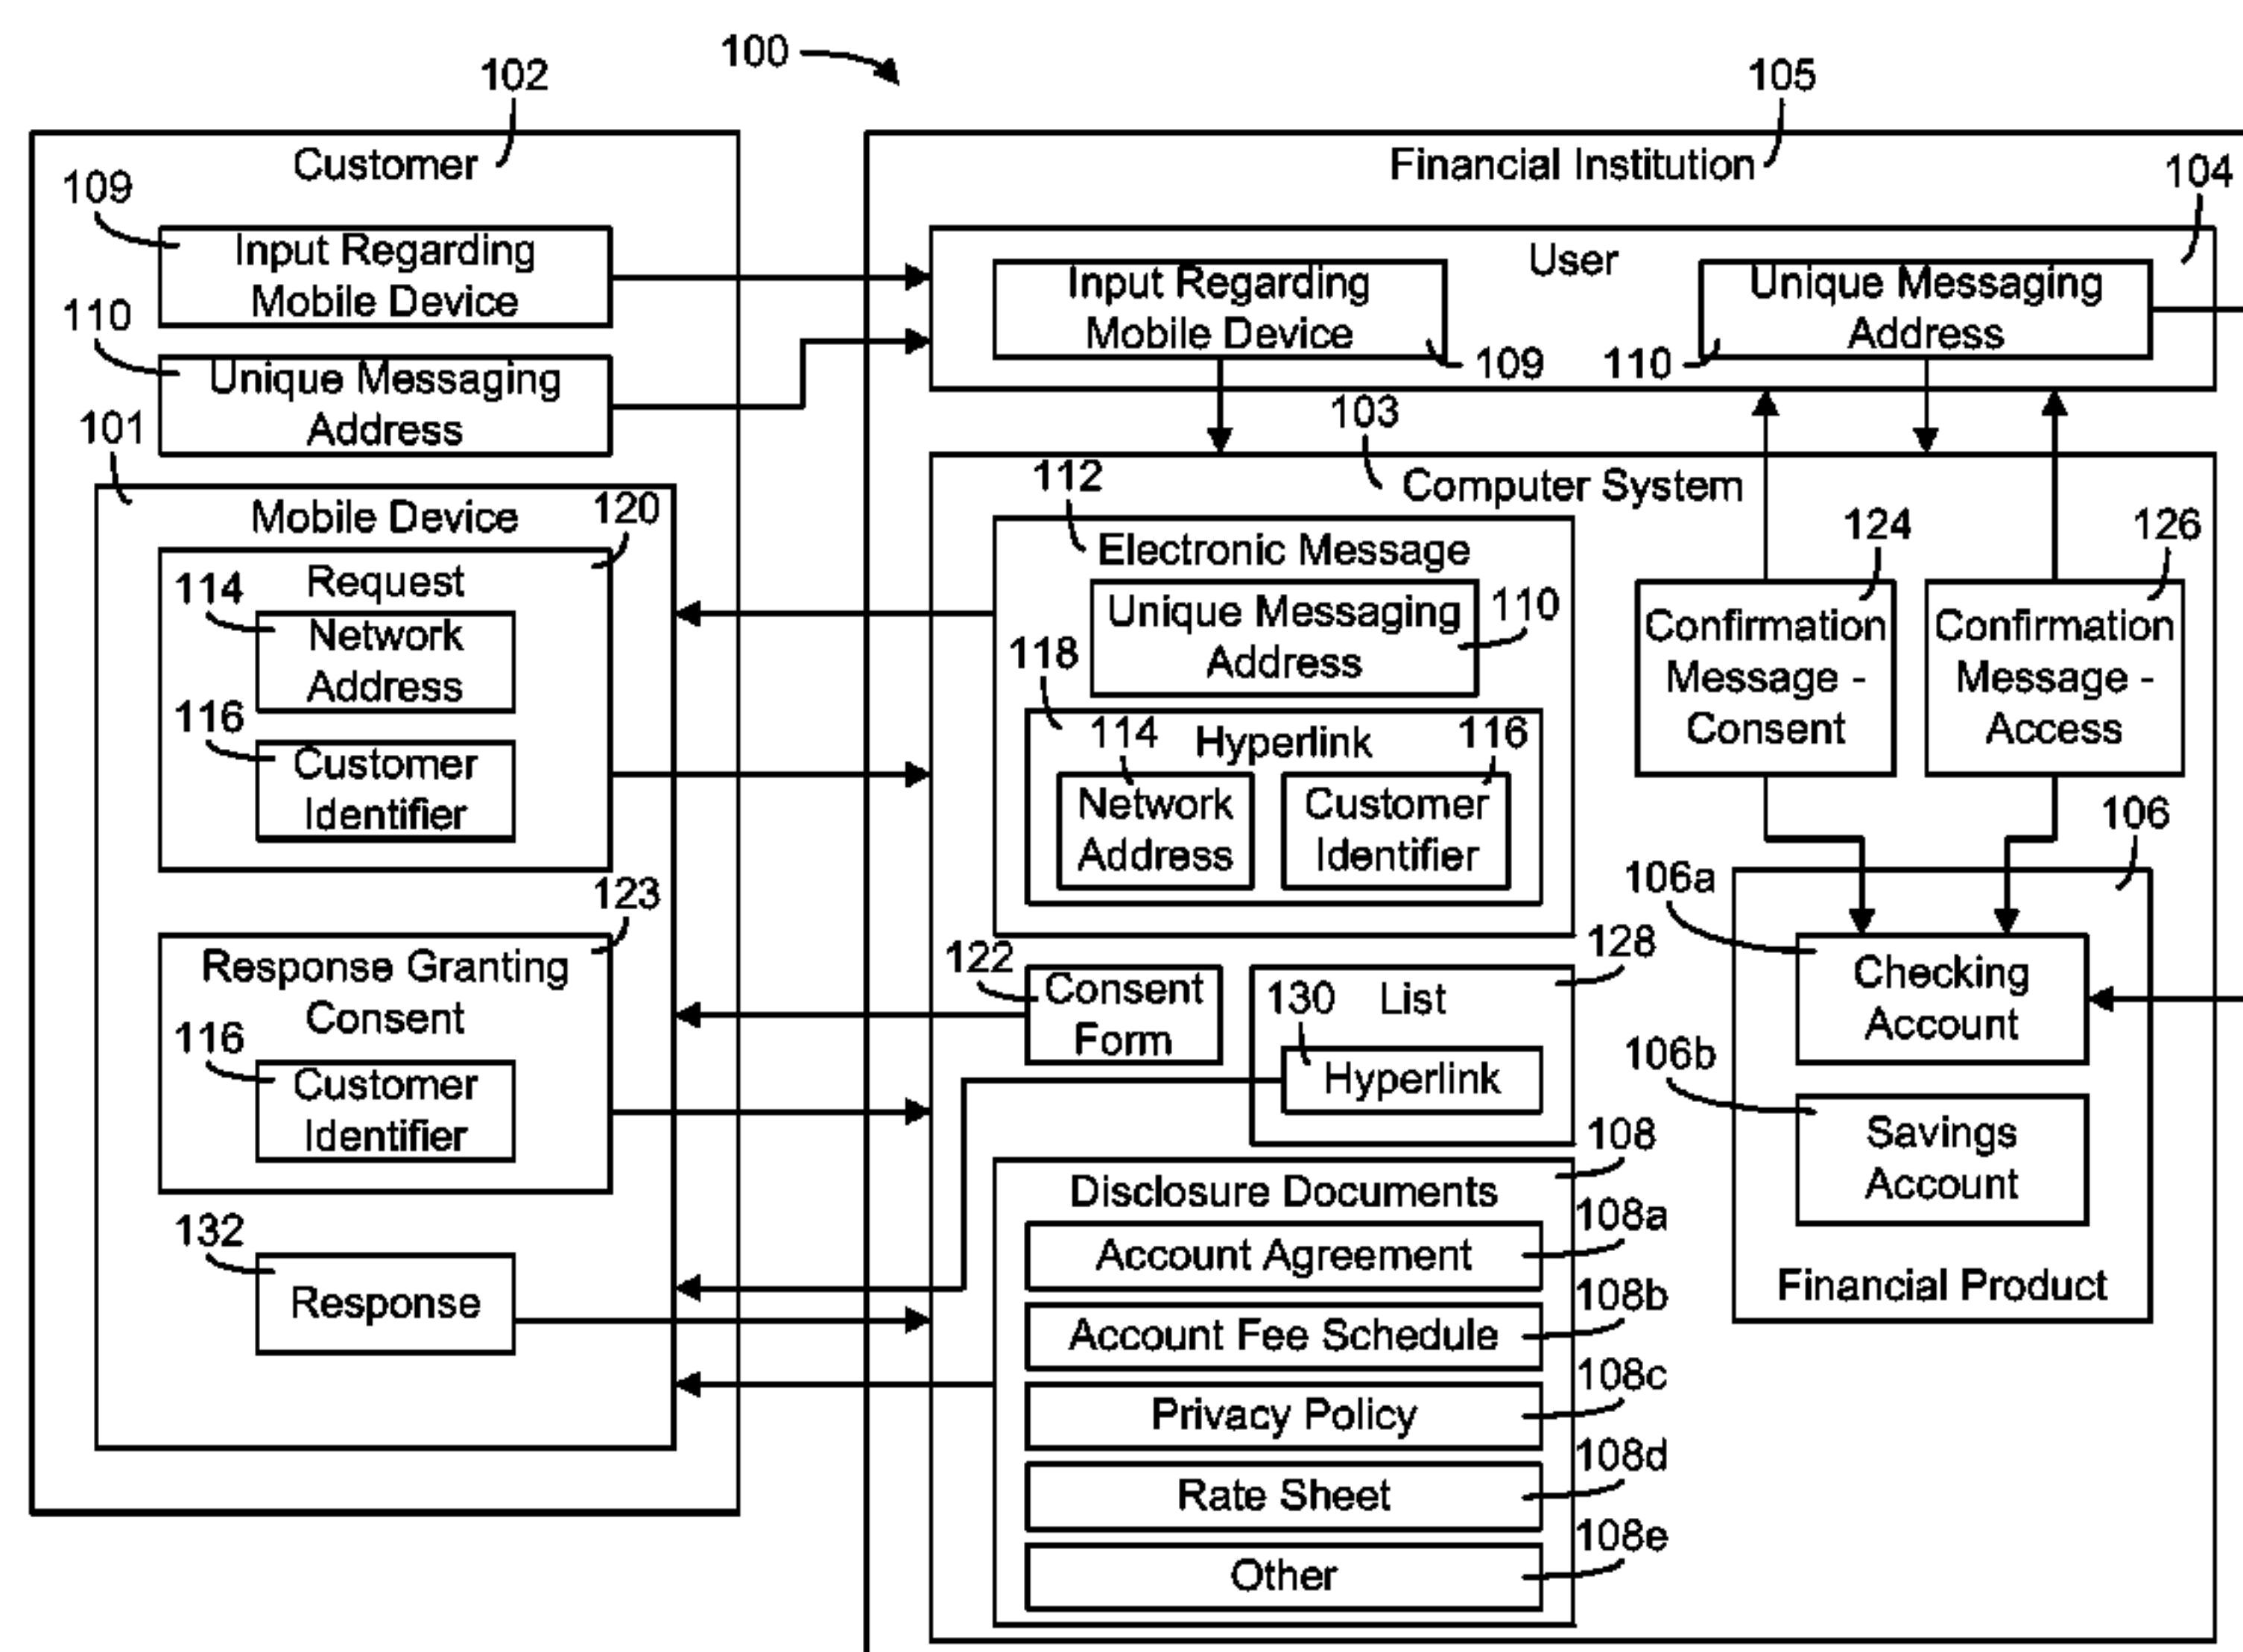 100
102
Customer
109
Input Regarding
Mobile Device
110
Unique Messaging
Address
101
Mobile Device
120
Request
114
Network
Address
116
Customer
Identifier
123
Response Granting
Consent
116
Customer
Identifier
132
Response
105
Financial Institution
104
User
Input Regarding
Mobile Device
109
Unique Messaging
Address
110
103
Computer System
112
Electronic Message
Unique Messaging
Address
110
118
Hyperlink
114
Network
Address
116
Customer
Identifier
124
Confirmation
Message -
Consent
126
Confirmation
Message -
Access
122
Consent
Form
128
List
130
Hyperlink
106
106a
Checking
Account
106b
Savings
Account
Financial Product
108
Disclosure Documents
108a
Account Agreement
108b
Account Fee Schedule
108c
Privacy Policy
108d
Rate Sheet
108e
Other